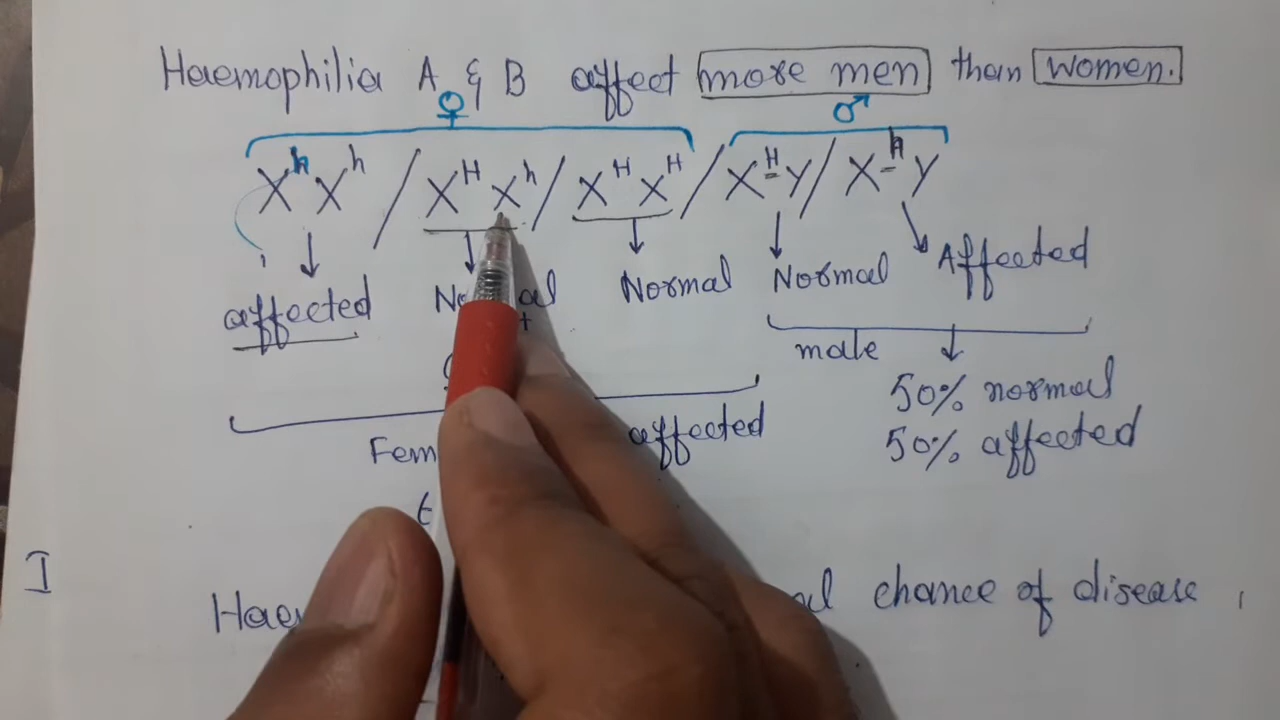 Haemophilia A & B affect more men than women.
♀ ♂
XʰXʰ / XᴴXʰ / XᴴXᴴ / XᴴY / XʰY
affected Normal Normal Affected
+
male
50% normal
affected 50% affected
I
chance of disease